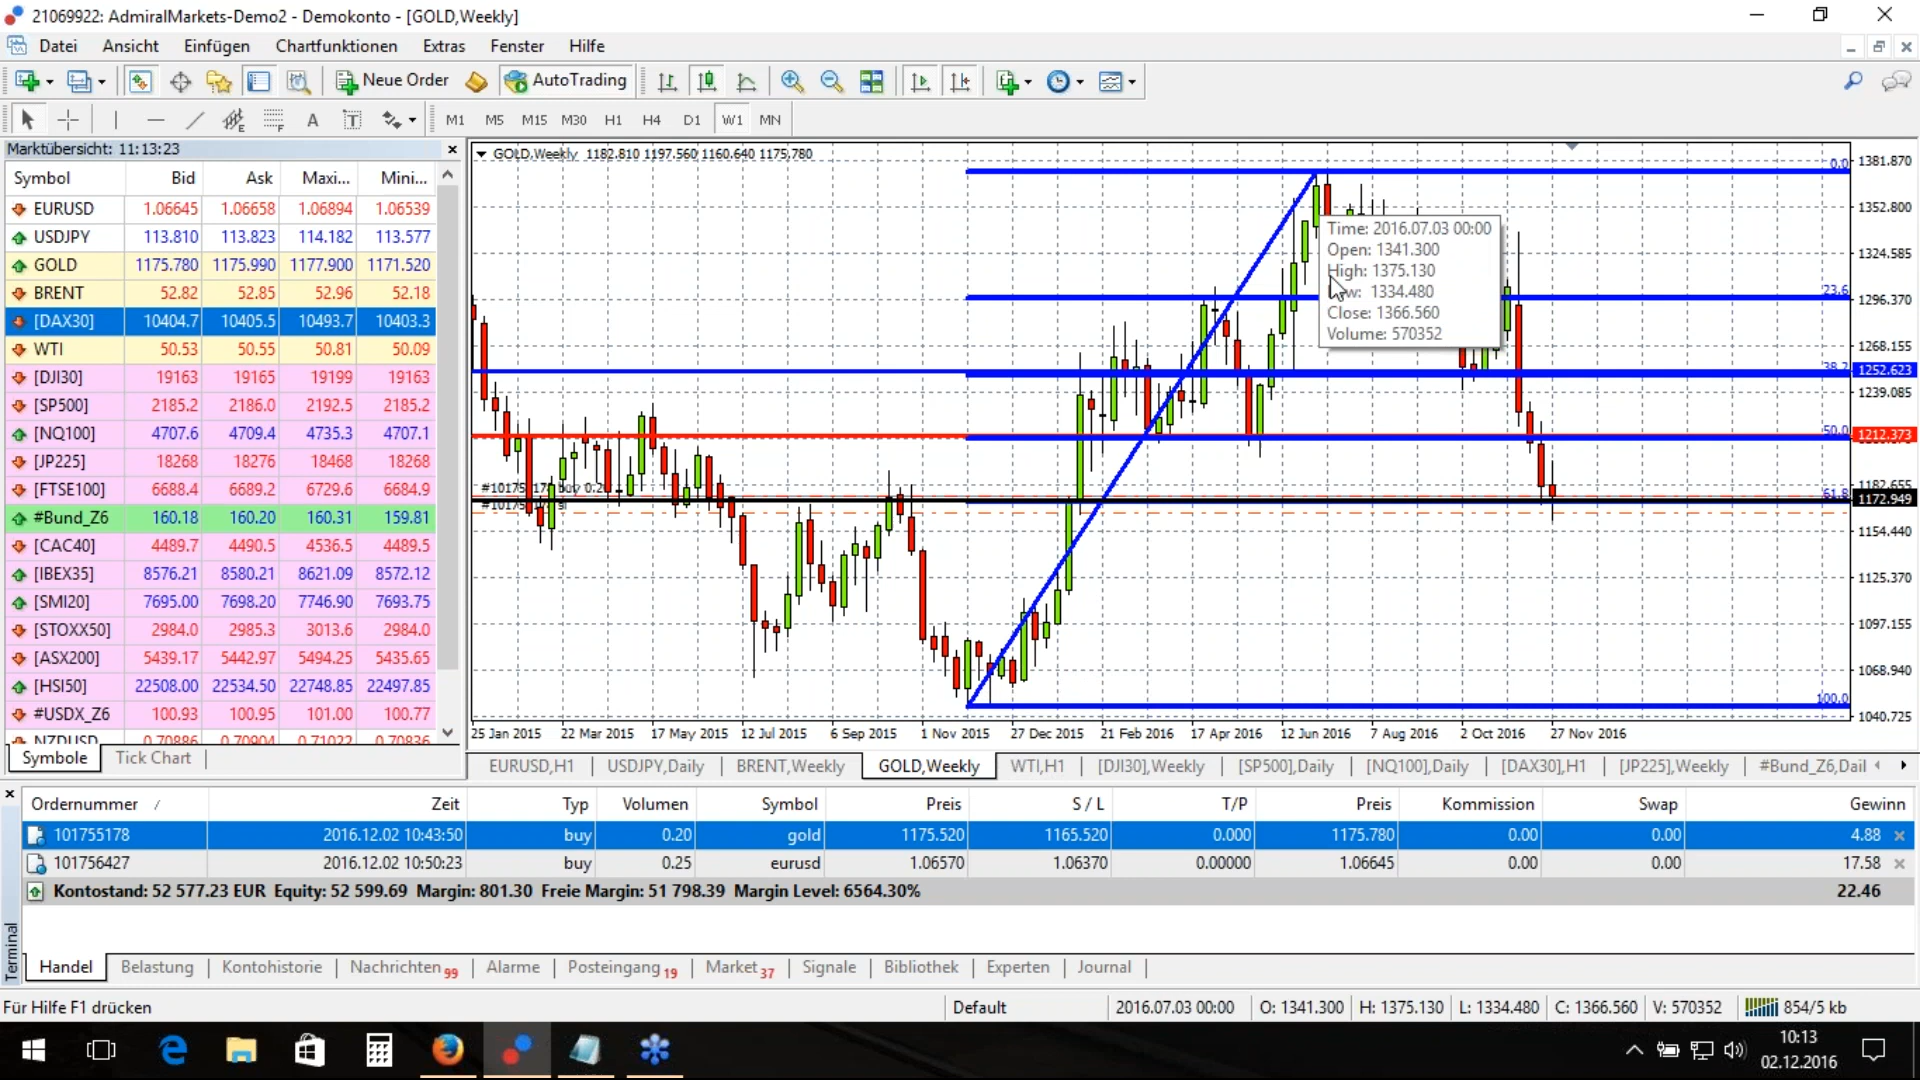 21069922: AdmiralMarkets-Demo2 - Demokonto - [GOLD,Weekly]
Datei Ansicht Einfügen Chartfunktionen Extras Fenster Hilfe
Neue Order AutoTrading
A T M1 M5 M15 M30 H1 H4 D1 W1 MN
Marktübersicht: 11:13:23
Symbol Bid Ask Maxi... Mini...
EURUSD 1.06645 1.06658 1.06894 1.06539
USDJPY 113.810 113.823 114.182 113.577
GOLD 1175.780 1175.990 1177.900 1171.520
BRENT 52.82 52.85 52.96 52.18
[DAX30] 10404.7 10405.5 10493.7 10403.3
WTI 50.53 50.55 50.81 50.09
[DJI30] 19163 19165 19199 19163
[SP500] 2185.2 2186.0 2192.5 2185.2
[NQ100] 4707.6 4709.4 4735.3 4707.1
[JP225] 18268 18276 18468 18268
[FTSE100] 6688.4 6689.2 6729.6 6684.9
#Bund_Z6 160.18 160.20 160.31 159.81
[CAC40] 4489.7 4490.5 4536.5 4489.5
[IBEX35] 8576.21 8580.21 8621.09 8572.12
[SMI20] 7695.00 7698.20 7746.90 7693.75
[STOXX50] 2984.0 2985.3 3013.6 2984.0
[ASX200] 5439.17 5442.97 5494.25 5435.65
[HSI50] 22508.00 22534.50 22748.85 22497.85
#USDX_Z6 100.93 100.95 101.00 100.77
NZDUSD 0.70886 0.70904 0.71022 0.70836
Symbole Tick Chart
GOLD,Weekly 1182.810 1197.560 1160.640 1175.780
0.0
23.6
38.2
50.0
61.8
100.0
Time: 2016.07.03 00:00
Open: 1341.300
High: 1375.130
1334.480
Close: 1366.560
Volume: 570352
1381.870
1352.800
1324.585
1296.370
1268.155
1252.623
1239.085
1212.373
1182.655
1172.949
1154.440
1125.370
1097.155
1068.940
1040.725
25 Jan 2015 22 Mar 2015 17 May 2015 12 Jul 2015 6 Sep 2015 1 Nov 2015 27 Dec 2015 21 Feb 2016 17 Apr 2016 12 Jun 2016 7 Aug 2016 2 Oct 2016 27 Nov 2016
EURUSD,H1 USDJPY,Daily BRENT,Weekly GOLD,Weekly WTI,H1 [DJI30],Weekly [SP500],Daily [NQ100],Daily [DAX30],H1 [JP225],Weekly #Bund_Z6,Dail
Ordernummer / Zeit Typ Volumen Symbol Preis S / L T/P Preis Kommission Swap Gewinn
101755178 2016.12.02 10:43:50 buy 0.20 gold 1175.520 1165.520 0.000 1175.780 0.00 0.00 4.88
101756427 2016.12.02 10:50:23 buy 0.25 eurusd 1.06570 1.06370 0.00000 1.06645 0.00 0.00 17.58
Kontostand: 52 577.23 EUR Equity: 52 599.69 Margin: 801.30 Freie Margin: 51 798.39 Margin Level: 6564.30% 22.46
Terminal
Handel Belastung Kontohistorie Nachrichten 99 Alarme Posteingang 19 Market 37 Signale Bibliothek Experten Journal
Für Hilfe F1 drücken Default 2016.07.03 00:00 O: 1341.300 H: 1375.130 L: 1334.480 C: 1366.560 V: 570352 854/5 kb
10:13
02.12.2016